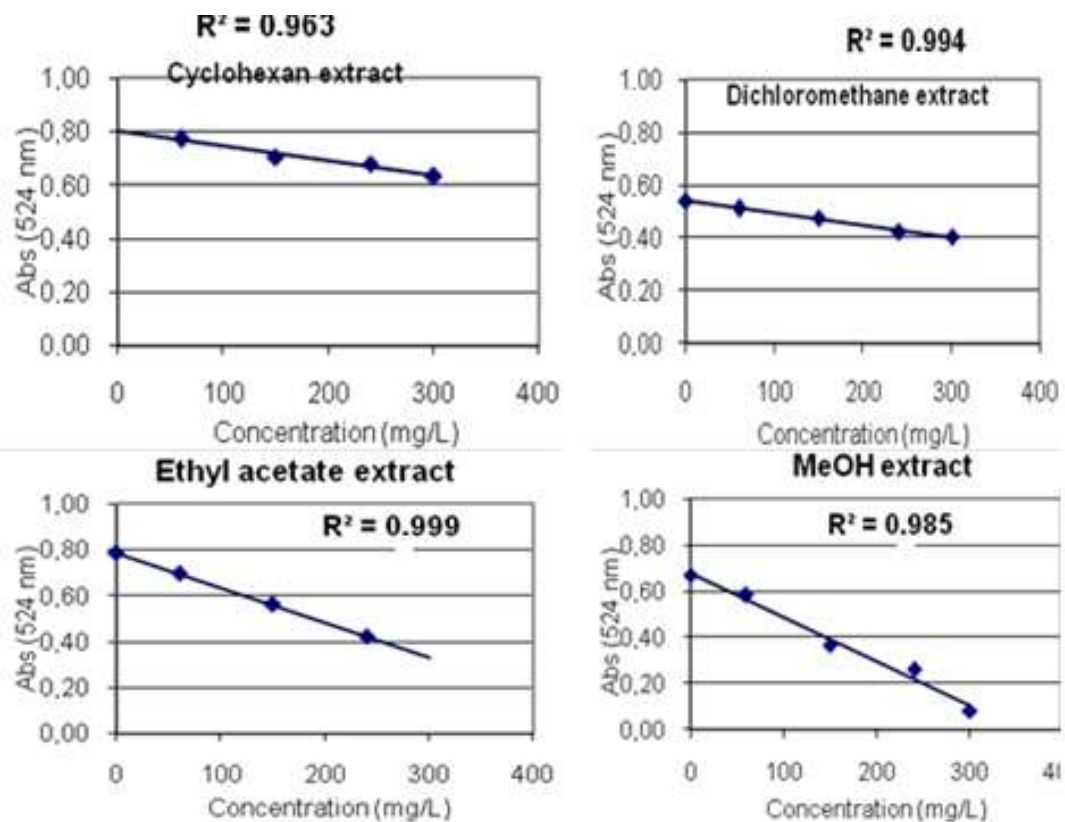 R² = 0.963
Cyclohexan extract
1,00
0,80
0,60
0,40
0,20
0,00
Abs (524 nm)
0 100 200 300 400
Concentration (mg/L)
R² = 0.994
Dichloromethane extract
1,00
0,80
0,60
0,40
0,20
0,00
Abs (524 nm)
0 100 200 300 400
Concentration (mg/L)
Ethyl acetate extract
R² = 0.999
1,00
0,80
0,60
0,40
0,20
0,00
Abs (524 nm)
0 100 200 300 400
Concentration (mg/L)
MeOH extract
R² = 0.985
1,00
0,80
0,60
0,40
0,20
0,00
Abs (524 nm)
0 100 200 300
Concentration (mg/L)